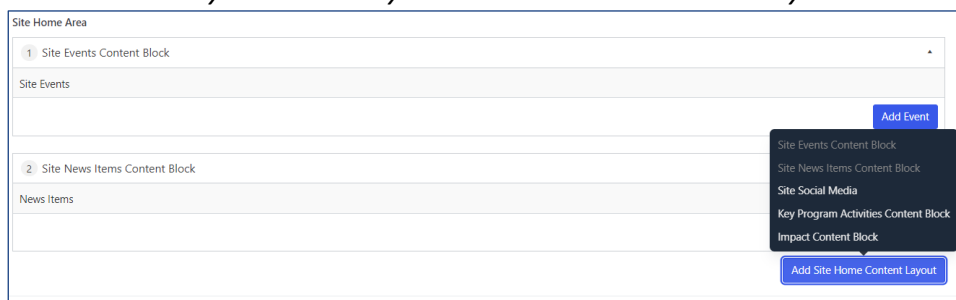 Site Home Area
1 Site Events Content Block
Site Events
Add Event
2 Site News Items Content Block
News Items
Site Events Content Block
Site News Items Content Block
Site Social Media
Key Program Activities Content Block
Impact Content Block
Add Site Home Content Layout